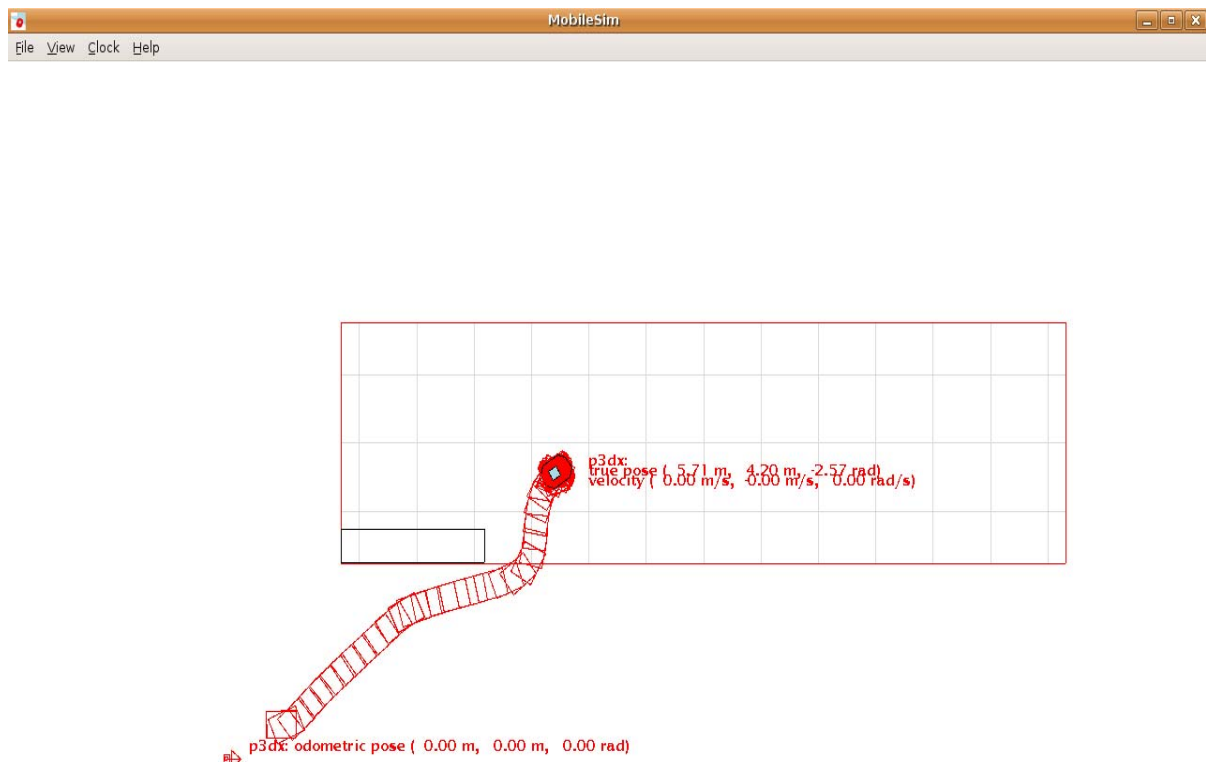 MobileSim
File View Clock Help
p3dx:
true pose ( 5.71 m, 4.20 m, -2.57 rad)
velocity ( 0.00 m/s, -0.00 m/s, 0.00 rad/s)
p3dx: odometric pose ( 0.00 m, 0.00 m, 0.00 rad)